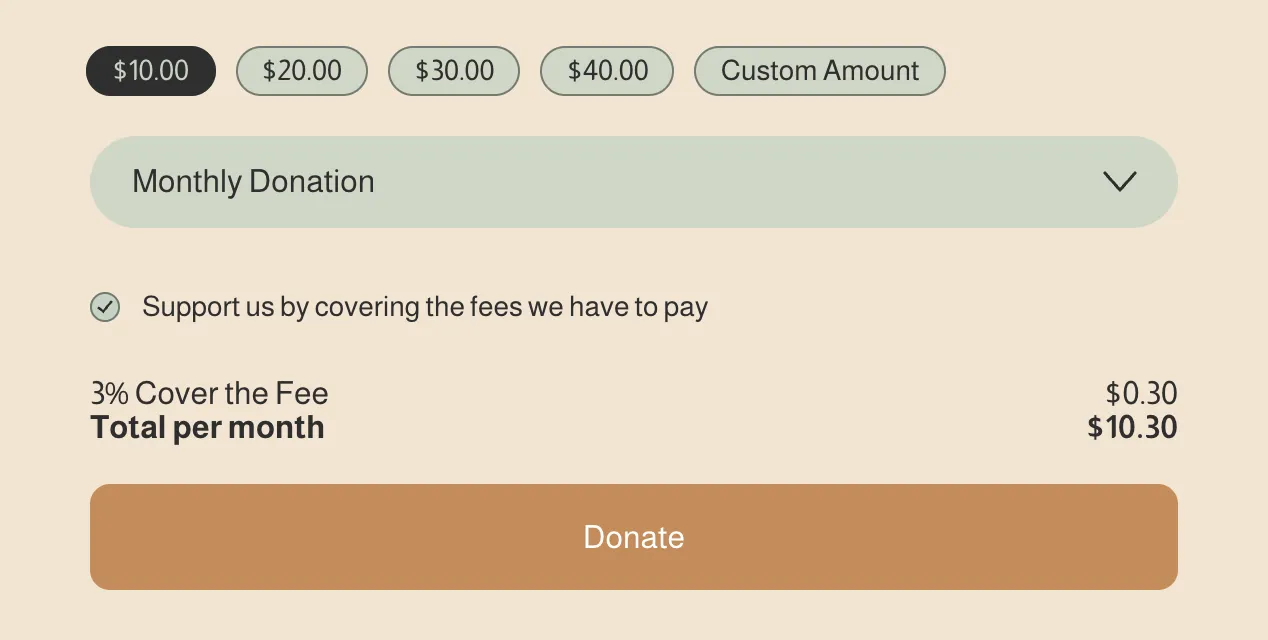 $10.00 $20.00 $30.00 $40.00 Custom Amount
Monthly Donation
Support us by covering the fees we have to pay
3% Cover the Fee $0.30
Total per month $10.30
Donate